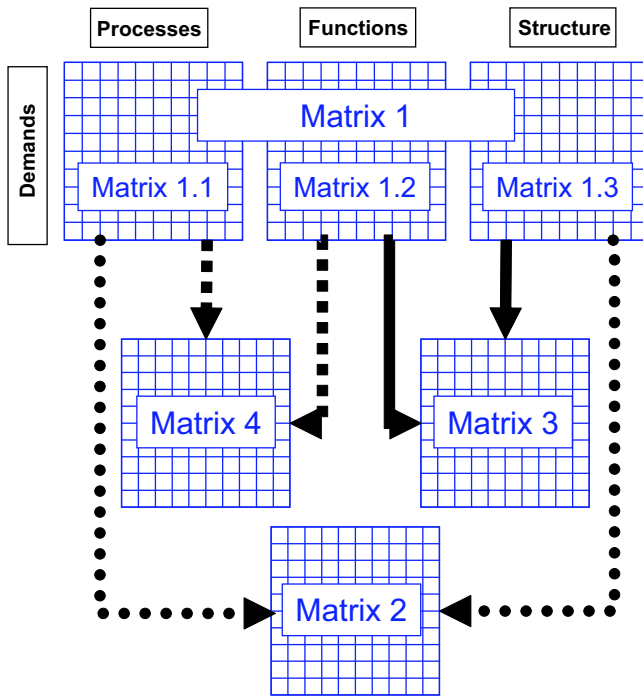 Processes
Functions
Structure
Demands
Matrix 1
Matrix 1.1
Matrix 1.2
Matrix 1.3
Matrix 4
Matrix 3
Matrix 2